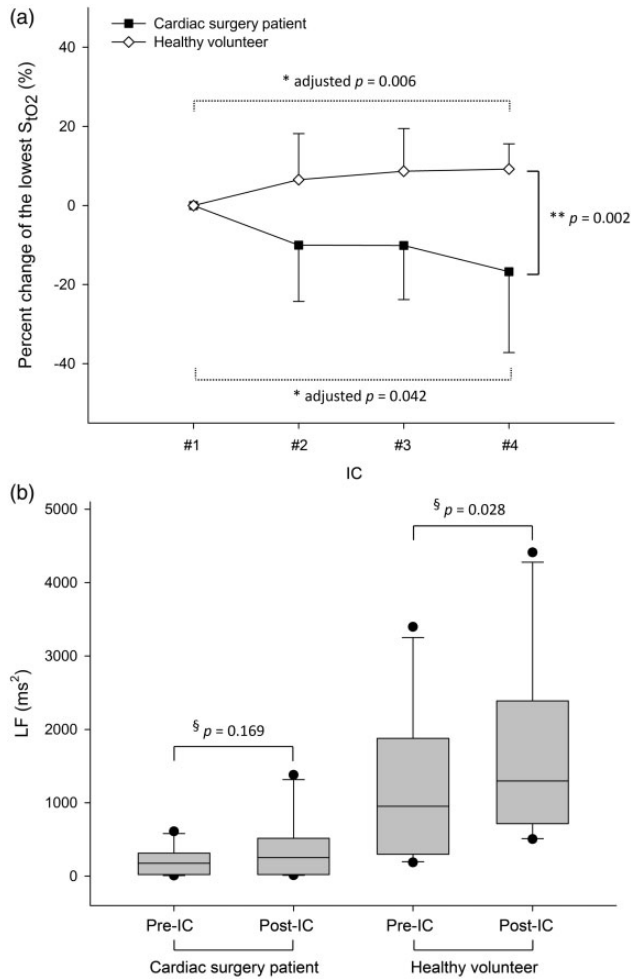 (a)
Cardiac surgery patient
Healthy volunteer
Percent change of the lowest StO2 (%)
40
20
0
-20
-40
* adjusted p = 0.006
** p = 0.002
* adjusted p = 0.042
#1 #2 #3 #4
IC
(b)
LF (ms²)
5000
4000
3000
2000
1000
0
§ p = 0.169
§ p = 0.028
Pre-IC Post-IC Pre-IC Post-IC
Cardiac surgery patient Healthy volunteer